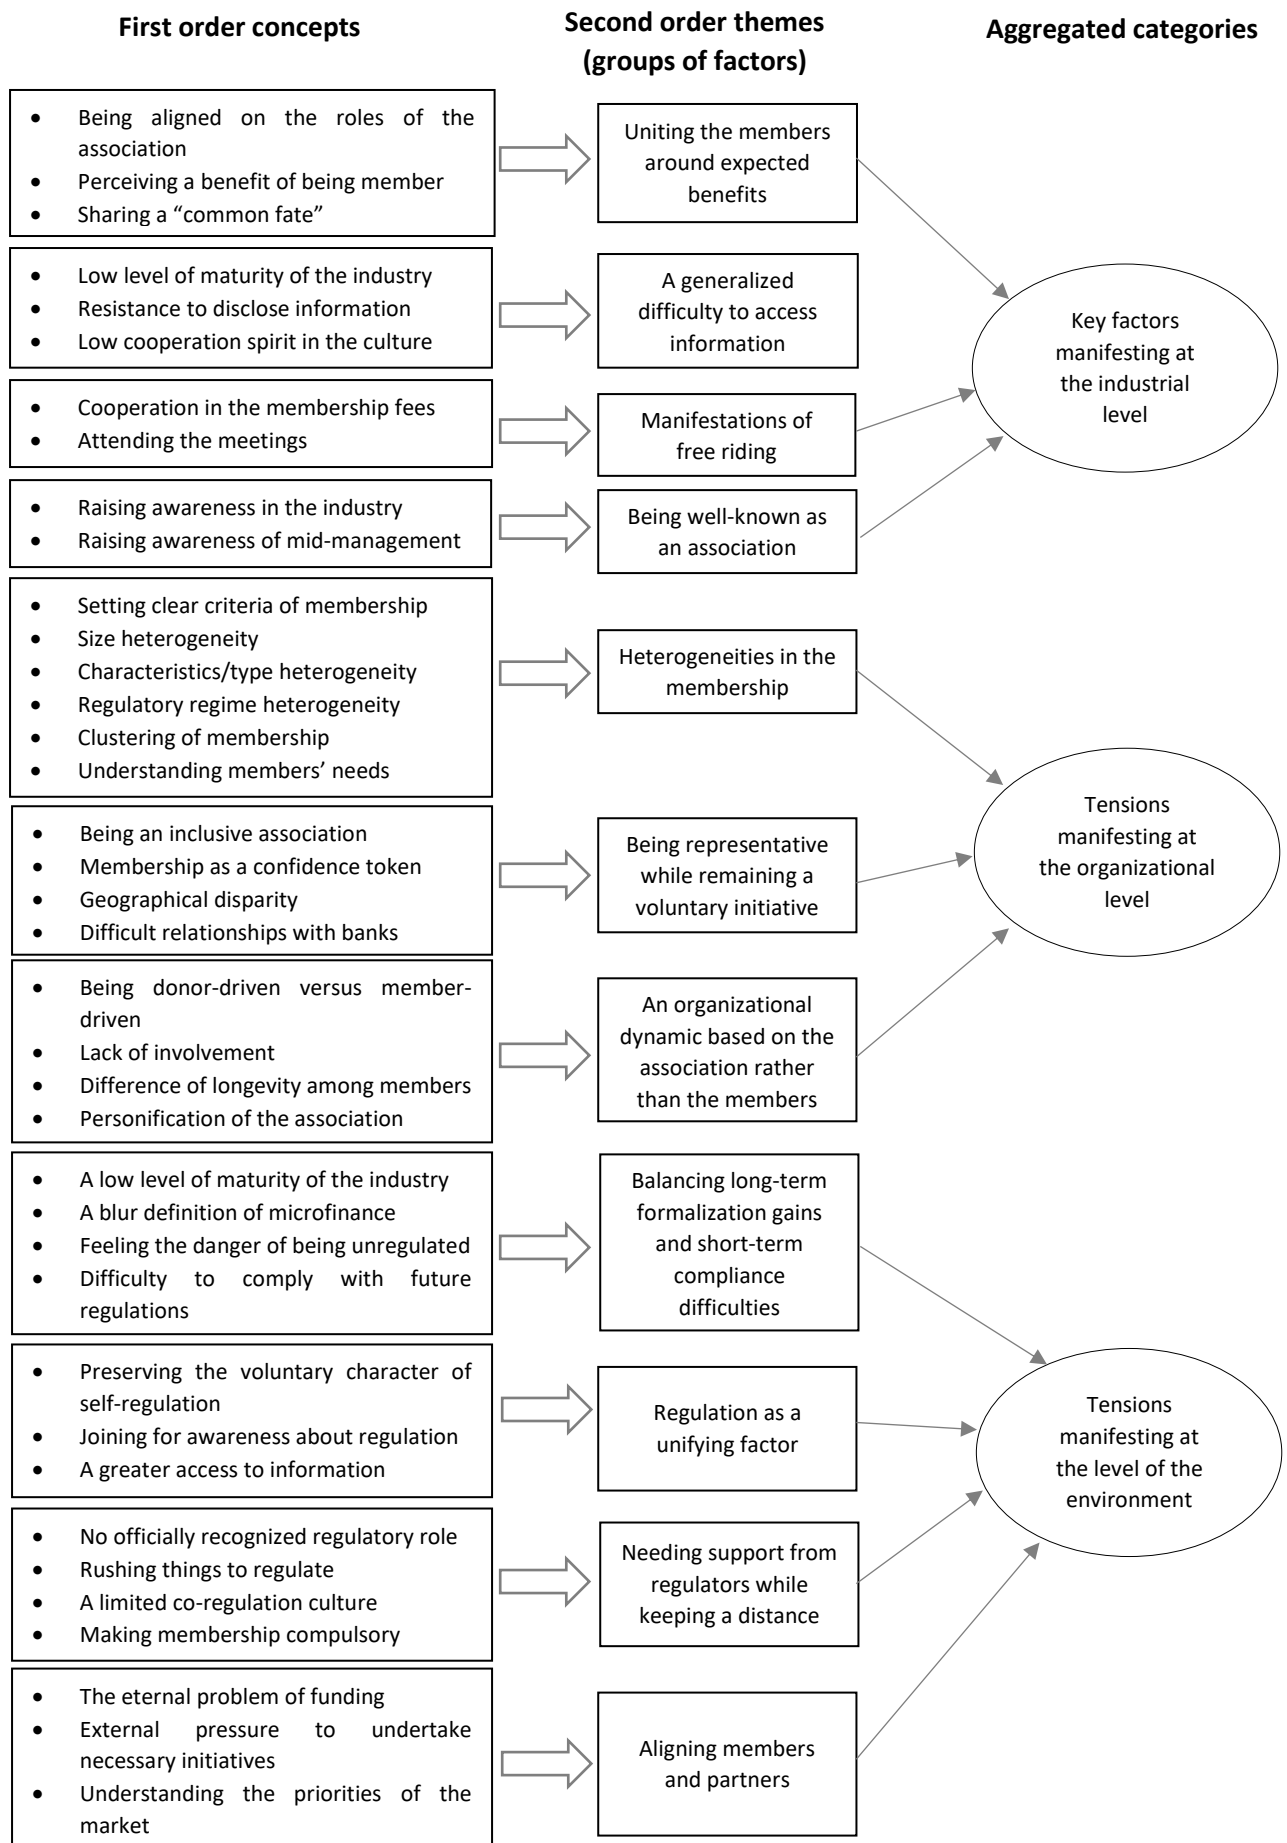 First order concepts
Second order themes
(groups of factors)
Aggregated categories
• Being aligned on the roles of the
association
• Perceiving a benefit of being member
• Sharing a “common fate”
Uniting the members
around expected
benefits
• Low level of maturity of the industry
• Resistance to disclose information
• Low cooperation spirit in the culture
A generalized
difficulty to access
information
• Cooperation in the membership fees
• Attending the meetings
Manifestations of
free riding
• Raising awareness in the industry
• Raising awareness of mid-management
Being well-known as
an association
Key factors
manifesting at
the industrial
level
• Setting clear criteria of membership
• Size heterogeneity
• Characteristics/type heterogeneity
• Regulatory regime heterogeneity
• Clustering of membership
• Understanding members’ needs
Heterogeneities in the
membership
• Being an inclusive association
• Membership as a confidence token
• Geographical disparity
• Difficult relationships with banks
Being representative
while remaining a
voluntary initiative
• Being donor-driven versus member-
driven
• Lack of involvement
• Difference of longevity among members
• Personification of the association
An organizational
dynamic based on the
association rather
than the members
Tensions
manifesting at
the organizational
level
• A low level of maturity of the industry
• A blur definition of microfinance
• Feeling the danger of being unregulated
• Difficulty to comply with future
regulations
Balancing long-term
formalization gains
and short-term
compliance
difficulties
• Preserving the voluntary character of
self-regulation
• Joining for awareness about regulation
• A greater access to information
Regulation as a
unifying factor
• No officially recognized regulatory role
• Rushing things to regulate
• A limited co-regulation culture
• Making membership compulsory
Needing support from
regulators while
keeping a distance
• The eternal problem of funding
• External pressure to undertake
necessary initiatives
• Understanding the priorities of the
market
Aligning members
and partners
Tensions
manifesting at
the level of the
environment